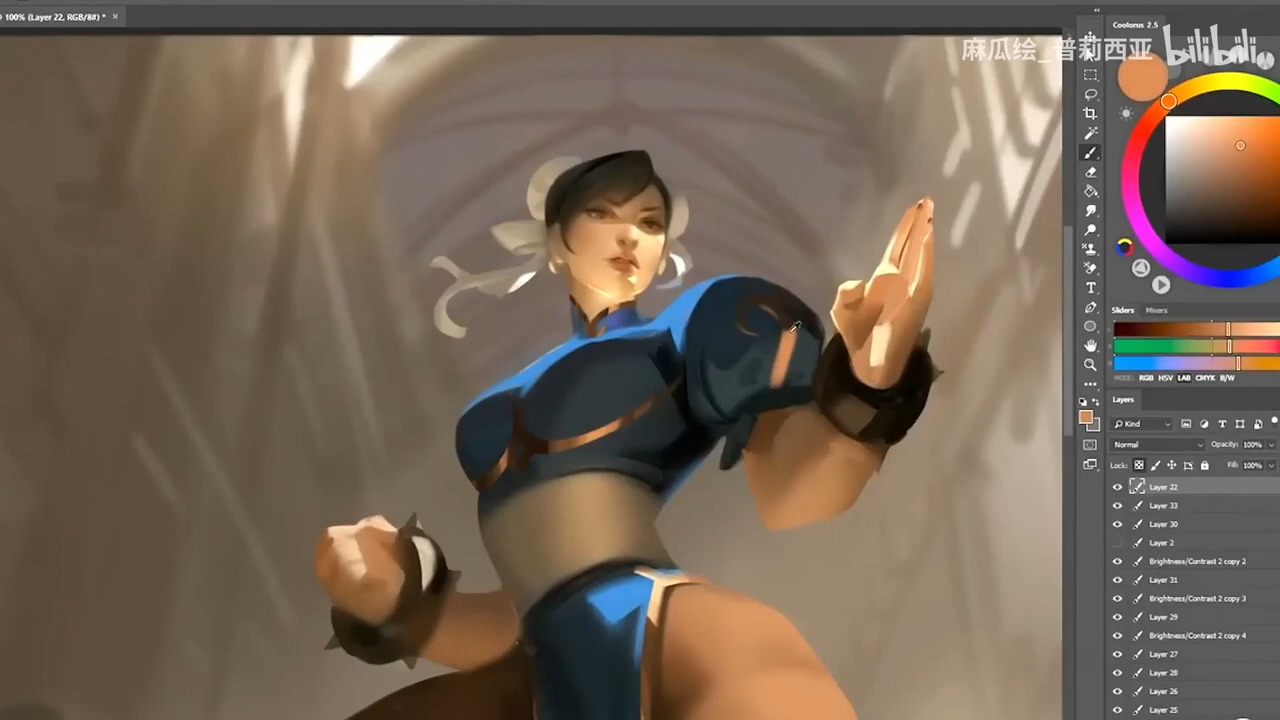 100% (Layer 22, RGB/8#) *
Coolorus 2.5
麻瓜绘_普莉西亚 bilibili
Sliders Mixers
MODE: RGB HSV LAB CMYK B/W
Layers
Kind
Normal Opacity: 100%
Lock: Fill: 100%
Layer 22
Layer 33
Layer 30
Layer 2
Brightness/Contrast 2 copy 2
Layer 31
Brightness/Contrast 2 copy 3
Layer 29
Brightness/Contrast 2 copy 4
Layer 27
Layer 28
Layer 26
Layer 25